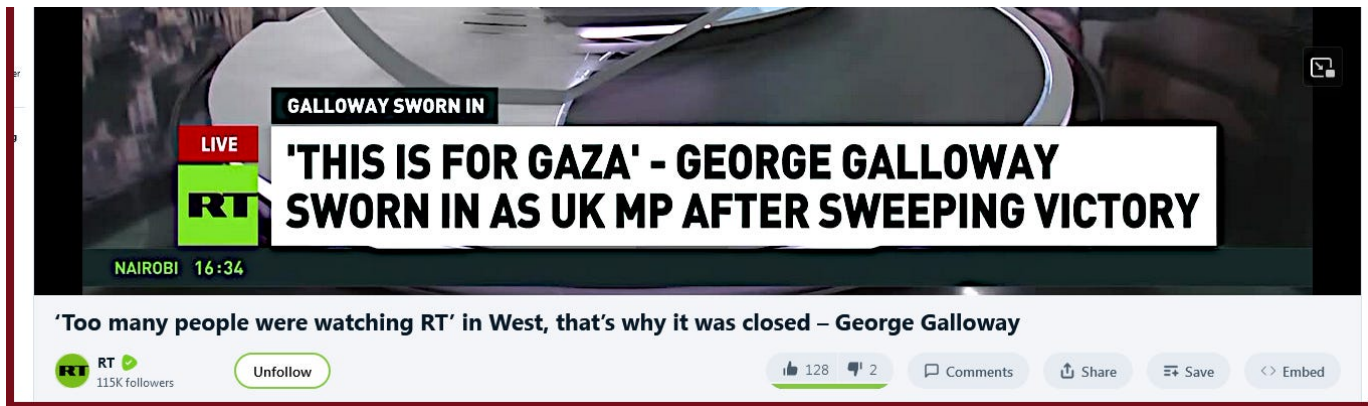 er
g
GALLOWAY SWORN IN
LIVE
RT
'THIS IS FOR GAZA' - GEORGE GALLOWAY
SWORN IN AS UK MP AFTER SWEEPING VICTORY
NAIROBI 16:34
‘Too many people were watching RT’ in West, that’s why it was closed – George Galloway
RT
RT
115K followers
Unfollow
128
2
Comments
Share
Save
<> Embed